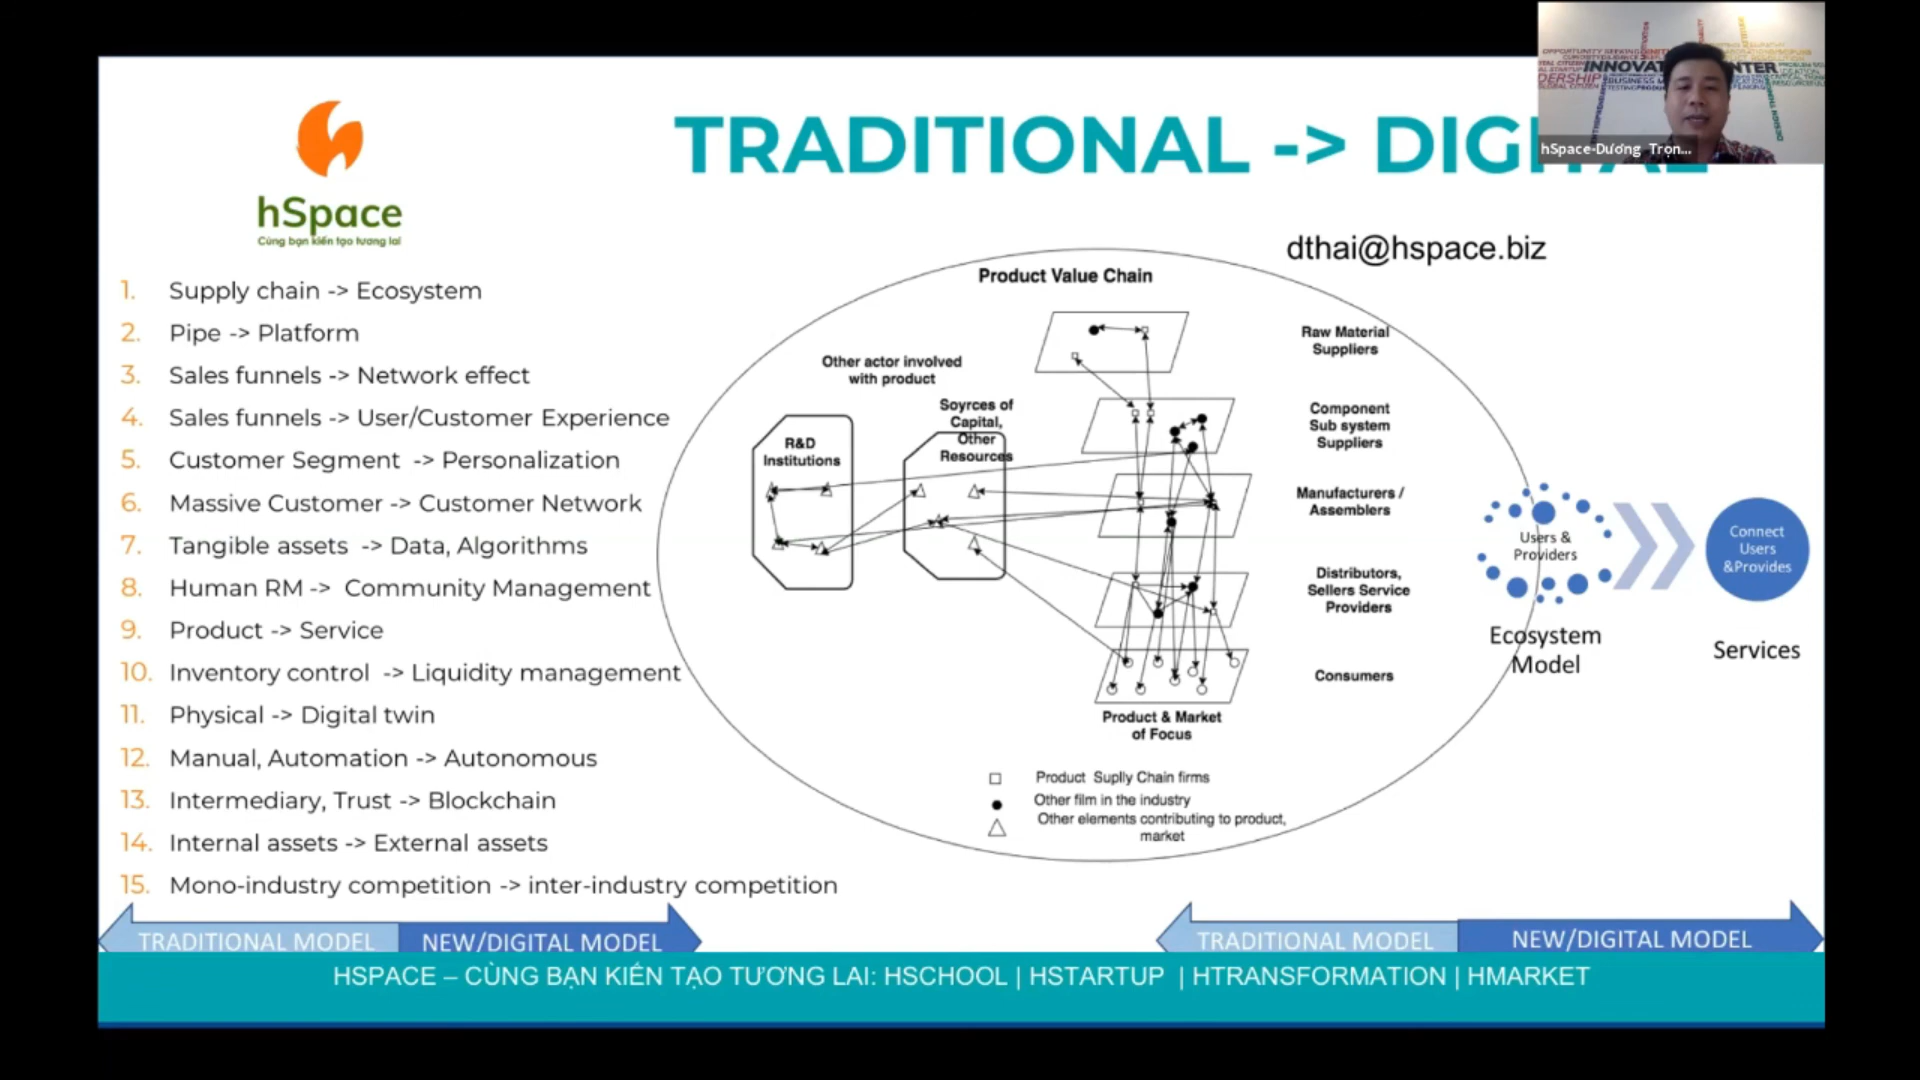 TRADITIONAL -> DIGITAL
hSpace
Cùng bạn kiến tạo tương lai
dthai@hspace.biz
1. Supply chain -> Ecosystem
2. Pipe -> Platform
3. Sales funnels -> Network effect
4. Sales funnels -> User/Customer Experience
5. Customer Segment -> Personalization
6. Massive Customer -> Customer Network
7. Tangible assets -> Data, Algorithms
8. Human RM -> Community Management
9. Product -> Service
10. Inventory control -> Liquidity management
11. Physical -> Digital twin
12. Manual, Automation -> Autonomous
13. Intermediary, Trust -> Blockchain
14. Internal assets -> External assets
15. Mono-industry competition -> inter-industry competition
Product Value Chain
Other actor involved
with product
R&D
Institutions
Soyrces of
Capital,
Other
Resources
Raw Material
Suppliers
Component
Sub system
Suppliers
Manufacturers /
Assemblers
Distributors,
Sellers Service
Providers
Consumers
Product & Market
of Focus
Product Suplly Chain firms
Other film in the industry
Other elements contributing to product,
market
Users &
Providers
Ecosystem
Model
Connect
Users
&Provides
Services
TRADITIONAL MODEL
NEW/DIGITAL MODEL
TRADITIONAL MODEL
NEW/DIGITAL MODEL
HSPACE – CÙNG BẠN KIẾN TẠO TƯƠNG LAI: HSCHOOL | HSTARTUP | HTRANSFORMATION | HMARKET
OPPORTUNITY SEEKING
GLOBAL CITIZEN
hSpace-Dương Trọn...